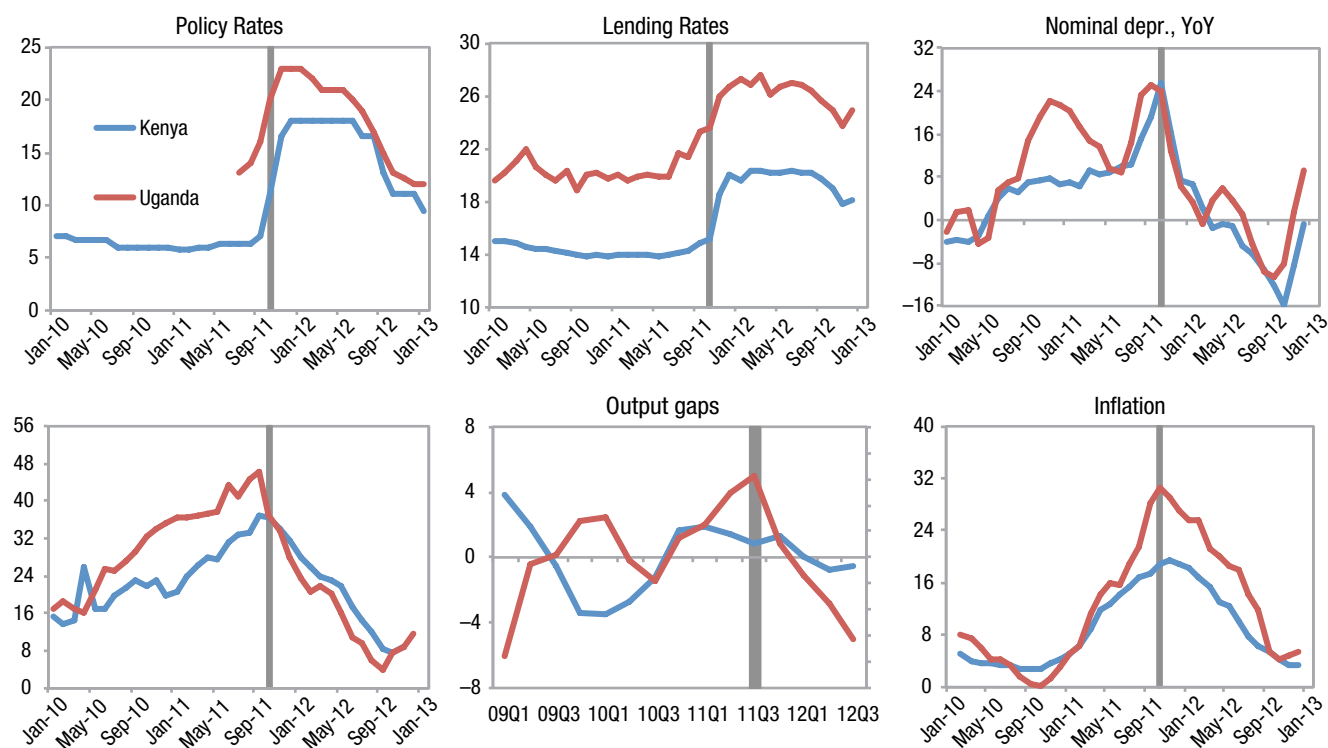 Policy Rates
25
20
15
10
5
0
Kenya
Uganda
Jan-10 May-10 Sep-10 Jan-11 May-11 Sep-11 Jan-12 May-12 Sep-12 Jan-13
Lending Rates
30
26
22
18
14
10
Jan-10 May-10 Sep-10 Jan-11 May-11 Sep-11 Jan-12 May-12 Sep-12 Jan-13
Nominal depr., YoY
32
24
16
8
0
–8
–16
Jan-10 May-10 Sep-10 Jan-11 May-11 Sep-11 Jan-12 May-12 Sep-12 Jan-13
56
48
40
32
24
16
8
0
Jan-10 May-10 Sep-10 Jan-11 May-11 Sep-11 Jan-12 May-12 Sep-12 Jan-13
Output gaps
8
4
0
–4
–8
09Q1 09Q3 10Q1 10Q3 11Q1 11Q3 12Q1 12Q3
Inflation
40
32
24
16
8
0
Jan-10 May-10 Sep-10 Jan-11 May-11 Sep-11 Jan-12 May-12 Sep-12 Jan-13